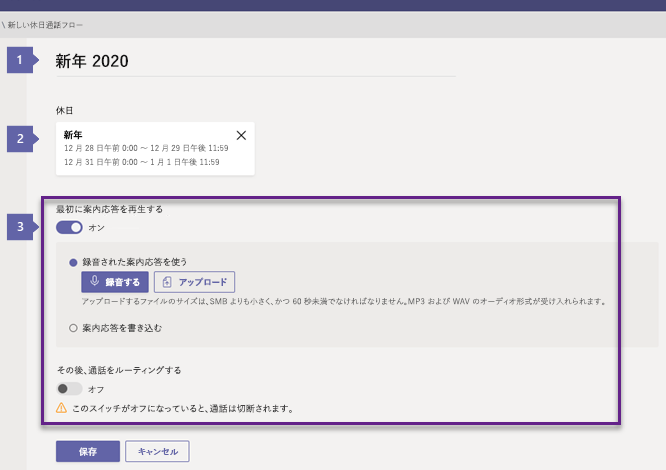 \ 新しい休日通話フロー
1
新年 2020
休日
2
新年
12 月 28 日午前 0:00 ～ 12 月 29 日午後 11:59
12 月 31 日午前 0:00 ～ 1 月 1 日午後 11:59
最初に案内応答を再生する
3
オン
録音された案内応答を使う
録音する
アップロード
アップロードするファイルのサイズは、SMB よりも小さく、かつ 60 秒未満でなければなりません。MP3 および WAV のオーディオ形式が受け入れられます。
案内応答を書き込む
その後、通話をルーティングする
オフ
このスイッチがオフになっていると、通話は切断されます。
保存
キャンセル